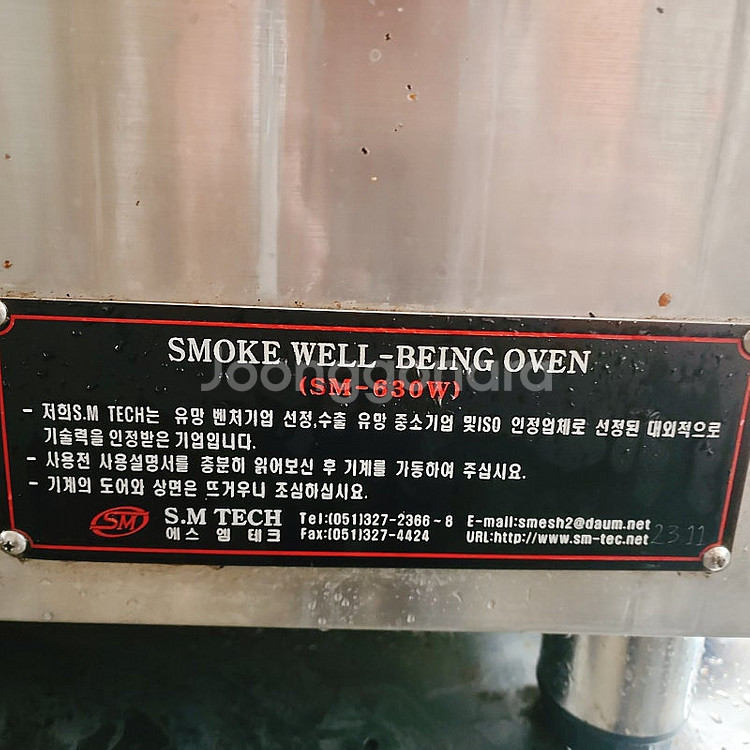 SMOKE WELL-BEING OVEN
Joonggonara
(SM-630W)
- 저희S.M TECH는 유망 벤처기업 선정,수출 유망 중소기업 및ISO 인정업체로 선정된 대외적으로
기술력을 인정받은 기업입니다.
- 사용전 사용설명서를 충분히 읽어보신 후 기계를 가동하여 주십시요.
- 기계의 도어와 상면은 뜨거우니 조심하십시요.
SM S.M TECH Tel:(051)327-2366~8 E-mail:smesh2@daum.net
에스 엠 테크 Fax:(051)327-4424 URL:http://www.sm-tec.net 2311